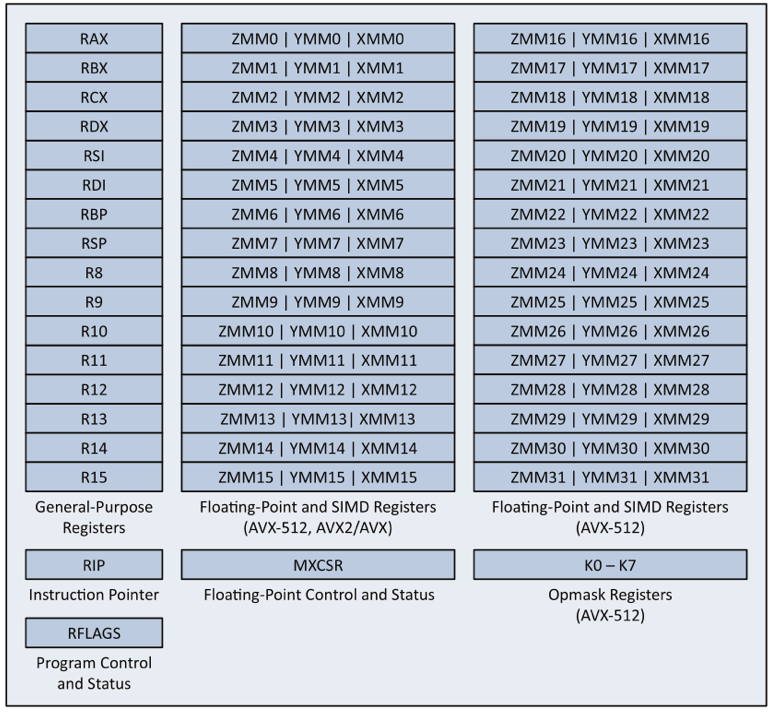 RAX
RBX
RCX
RDX
RSI
RDI
RBP
RSP
R8
R9
R10
R11
R12
R13
R14
R15
General-Purpose
Registers
ZMM0 | YMM0 | XMM0
ZMM1 | YMM1 | XMM1
ZMM2 | YMM2 | XMM2
ZMM3 | YMM3 | XMM3
ZMM4 | YMM4 | XMM4
ZMM5 | YMM5 | XMM5
ZMM6 | YMM6 | XMM6
ZMM7 | YMM7 | XMM7
ZMM8 | YMM8 | XMM8
ZMM9 | YMM9 | XMM9
ZMM10 | YMM10 | XMM10
ZMM11 | YMM11 | XMM11
ZMM12 | YMM12 | XMM12
ZMM13 | YMM13| XMM13
ZMM14 | YMM14 | XMM14
ZMM15 | YMM15 | XMM15
Floating-Point and SIMD Registers
(AVX-512, AVX2/AVX)
ZMM16 | YMM16 | XMM16
ZMM17 | YMM17 | XMM17
ZMM18 | YMM18 | XMM18
ZMM19 | YMM19 | XMM19
ZMM20 | YMM20 | XMM20
ZMM21 | YMM21 | XMM21
ZMM22 | YMM22 | XMM22
ZMM23 | YMM23 | XMM23
ZMM24 | YMM24 | XMM24
ZMM25 | YMM25 | XMM25
ZMM26 | YMM26 | XMM26
ZMM27 | YMM27 | XMM27
ZMM28 | YMM28 | XMM28
ZMM29 | YMM29 | XMM29
ZMM30 | YMM30 | XMM30
ZMM31 | YMM31 | XMM31
Floating-Point and SIMD Registers
(AVX-512)
RIP
Instruction Pointer
MXCSR
Floating-Point Control and Status
K0 – K7
Opmask Registers
(AVX-512)
RFLAGS
Program Control
and Status